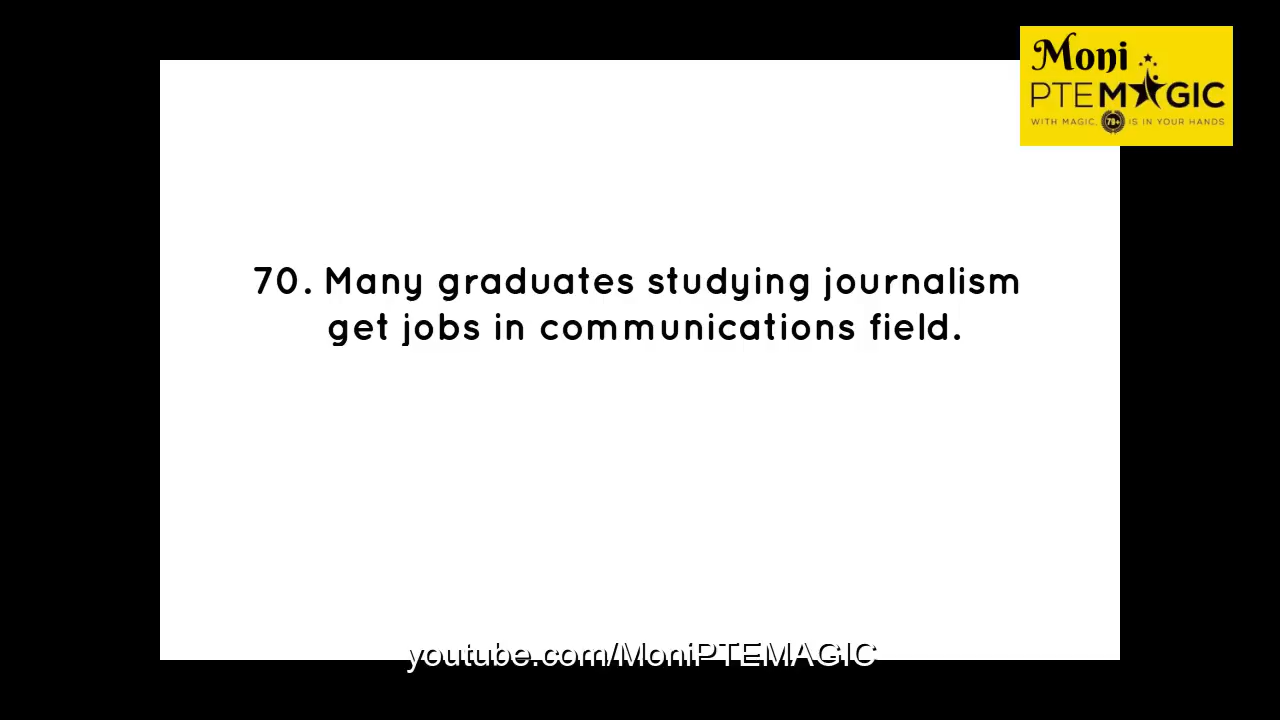 Moni
PTEMAGIC
WITH MAGIC, 79+ IS IN YOUR HANDS
70. Many graduates studying journalism
get jobs in communications field.
youtube.com/MoniPTEMAGIC